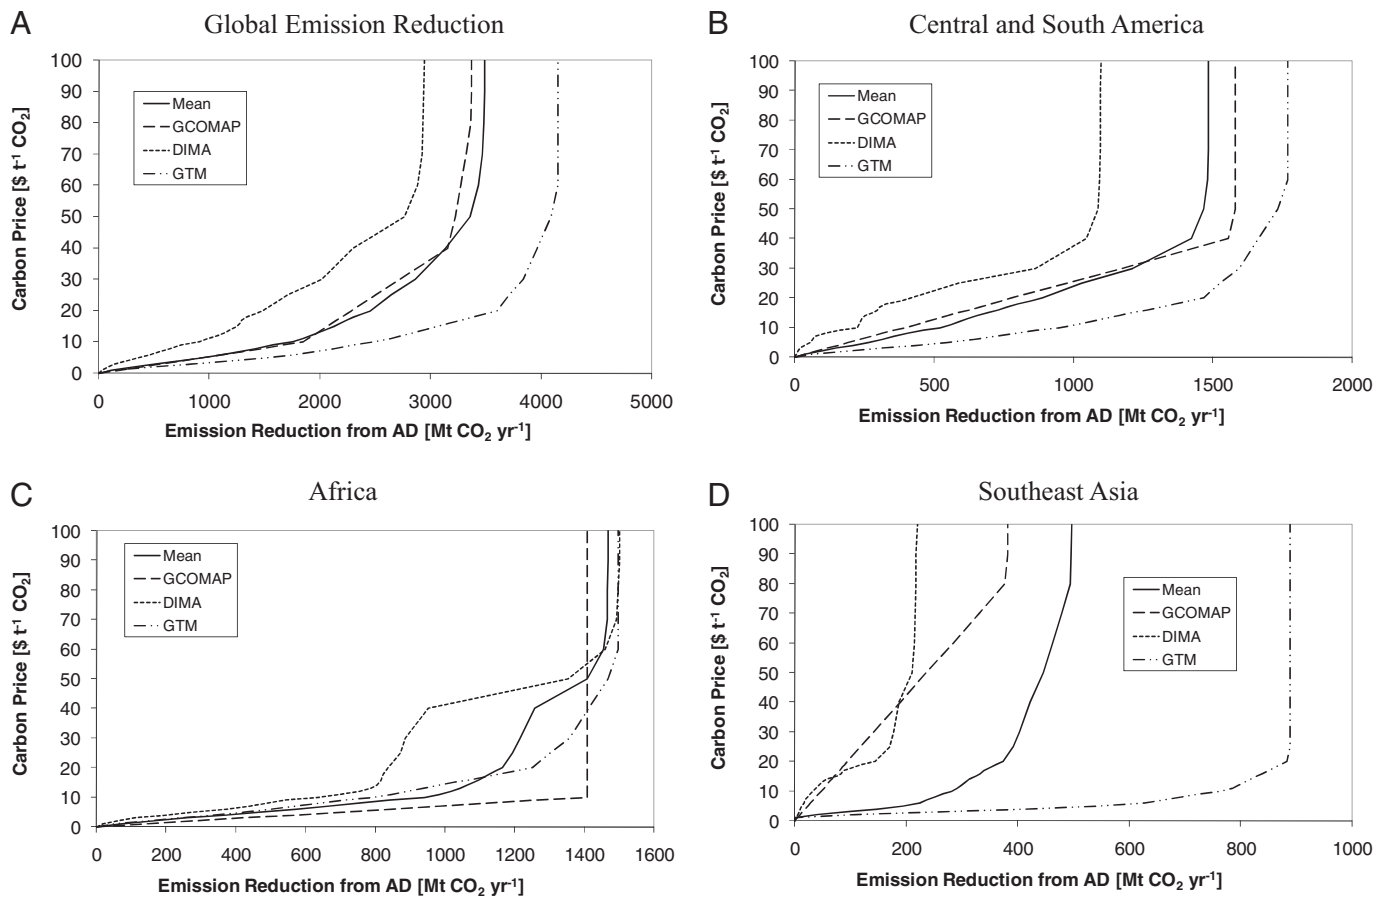 A
Global Emission Reduction
Carbon Price [$ t-1 CO2]
100
90
80
70
60
50
40
30
20
10
0
Mean
GCOMAP
DIMA
GTM
0 1000 2000 3000 4000 5000
Emission Reduction from AD [Mt CO2 yr-1]
B
Central and South America
Carbon Price [$ t-1 CO2]
100
90
80
70
60
50
40
30
20
10
0
Mean
GCOMAP
DIMA
GTM
0 500 1000 1500 2000
Emission Reduction from AD [Mt CO2 yr-1]
C
Africa
Carbon Price [$ t-1 CO2]
100
90
80
70
60
50
40
30
20
10
0
Mean
GCOMAP
DIMA
GTM
0 200 400 600 800 1000 1200 1400 1600
Emission Reduction from AD [Mt CO2 yr-1]
D
Southeast Asia
Carbon Price [$ t-1 CO2]
100
90
80
70
60
50
40
30
20
10
0
Mean
GCOMAP
DIMA
GTM
0 200 400 600 800 1000
Emission Reduction from AD [Mt CO2 yr-1]